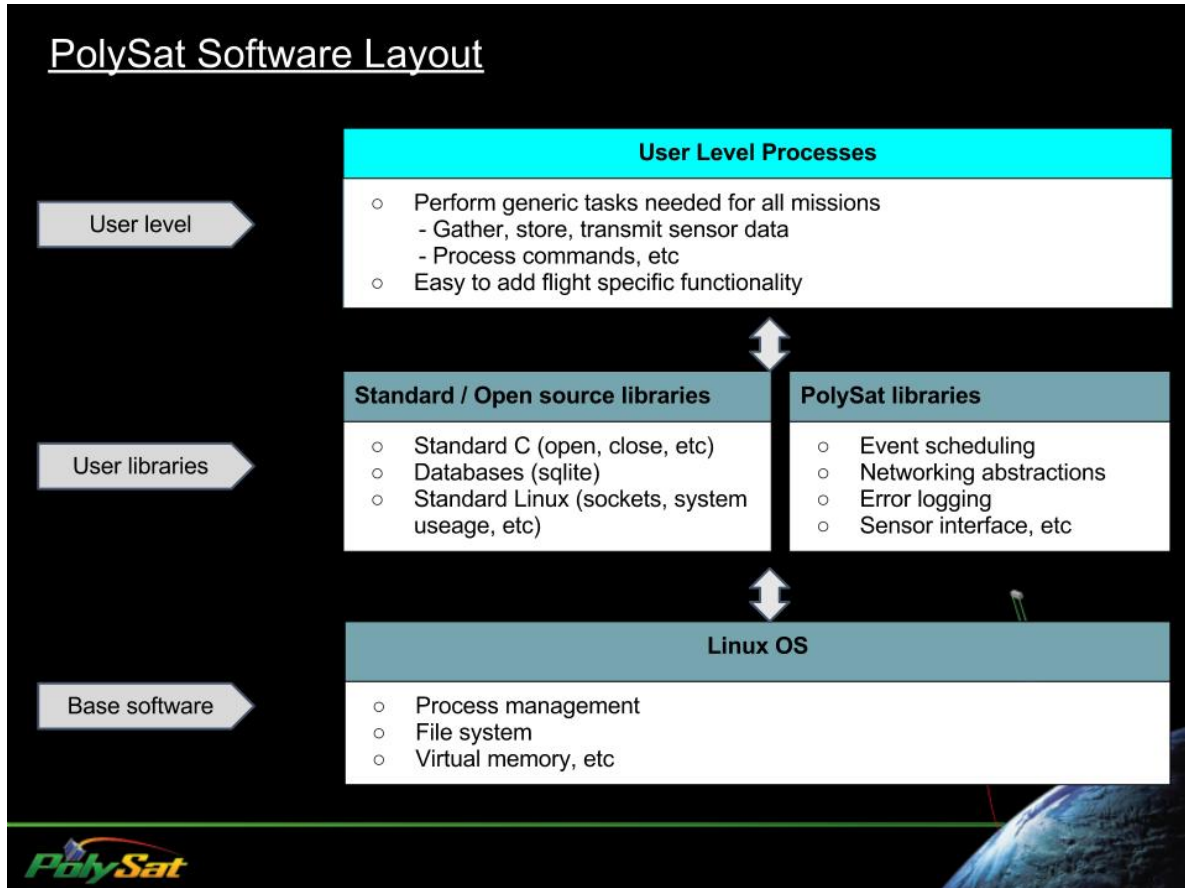 PolySat Software Layout
User level
User Level Processes
○ Perform generic tasks needed for all missions
- Gather, store, transmit sensor data
- Process commands, etc
○ Easy to add flight specific functionality
User libraries
Standard / Open source libraries
○ Standard C (open, close, etc)
○ Databases (sqlite)
○ Standard Linux (sockets, system
useage, etc)
PolySat libraries
○ Event scheduling
○ Networking abstractions
○ Error logging
○ Sensor interface, etc
Base software
Linux OS
○ Process management
○ File system
○ Virtual memory, etc
PolySat